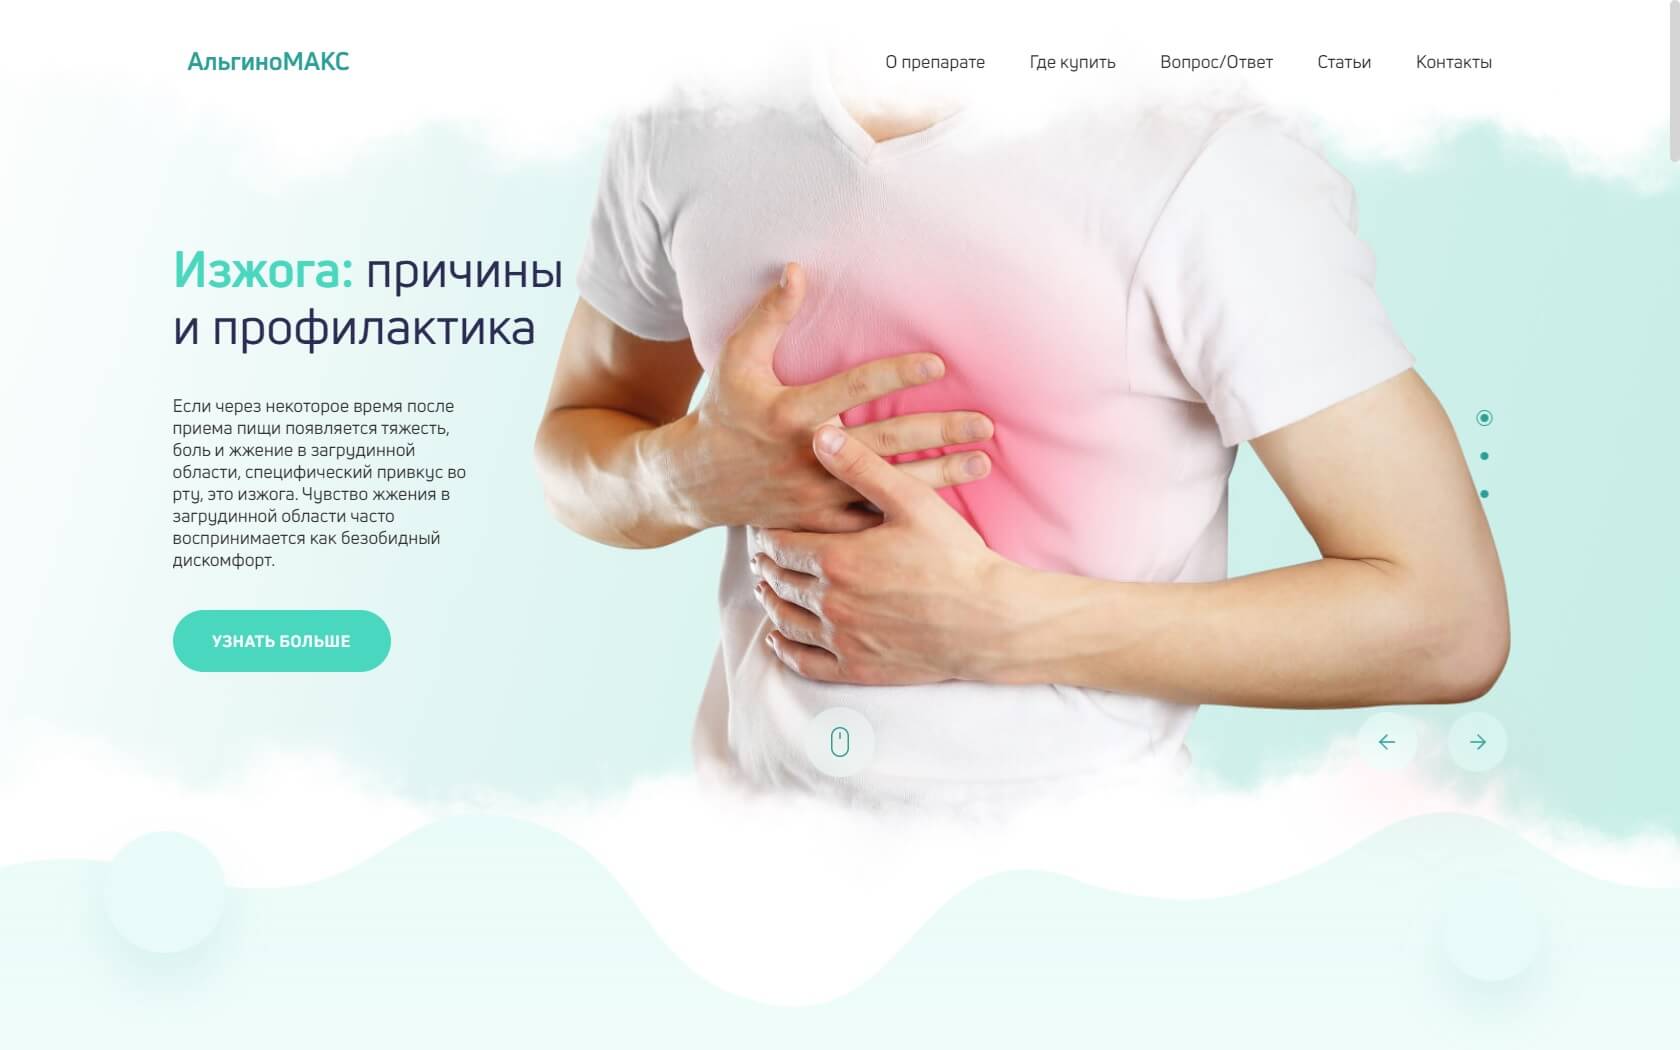 АльгиноМАКС
О препарате
Где купить
Вопрос/Ответ
Статьи
Контакты
Изжога: причины
и профилактика
Если через некоторое время после
приема пищи появляется тяжесть,
боль и жжение в загрудинной
области, специфический привкус во
рту, это изжога. Чувство жжения в
загрудинной области часто
воспринимается как безобидный
дискомфорт.
УЗНАТЬ БОЛЬШЕ